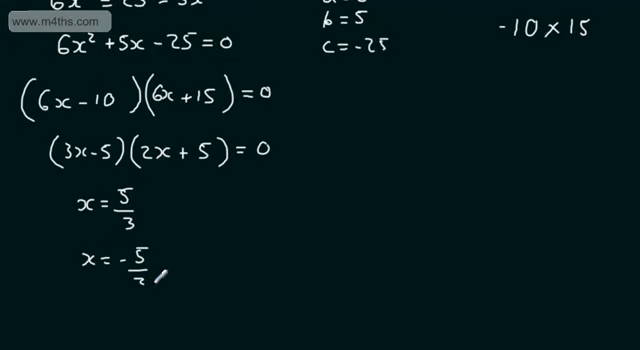 www.m4ths.com
6x² + 5x - 25 = 0
b = 5
c = -25
-10 × 15
(6x - 10)(6x + 15) = 0
(3x - 5)(2x + 5) = 0
x = 5/3
x = - 5/